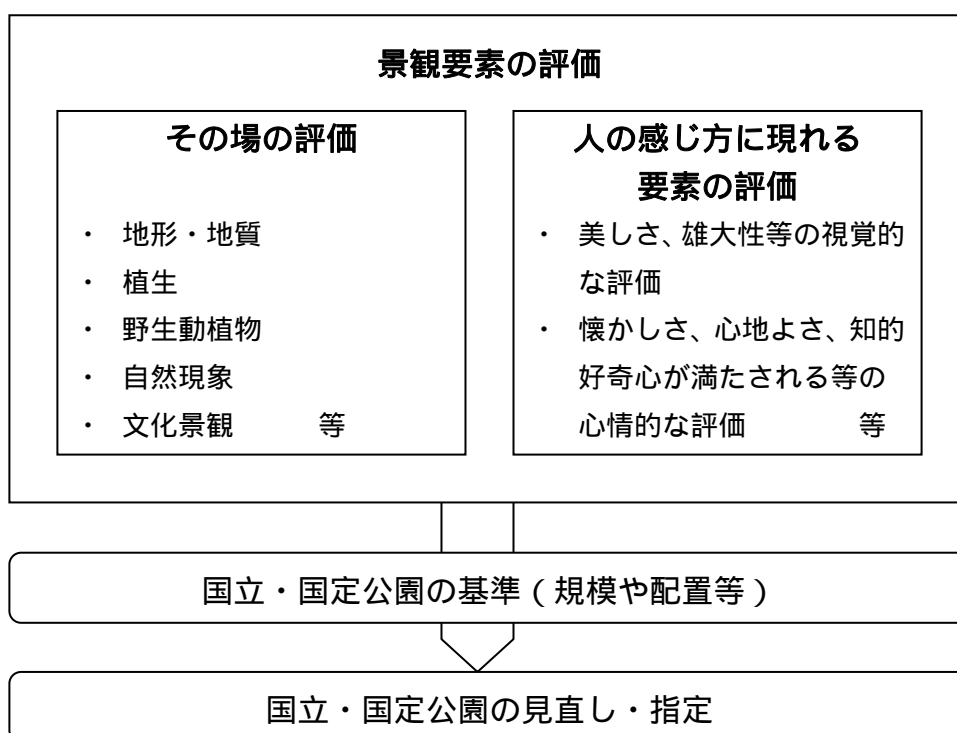 景観要素の評価
その場の評価
・ 地形・地質
・ 植生
・ 野生動植物
・ 自然現象
・ 文化景観 等
人の感じ方に現れる
要素の評価
・ 美しさ、雄大性等の視覚的
な評価
・ 懐かしさ、心地よさ、知的
好奇心が満たされる等の
心情的な評価 等
国立・国定公園の基準(規模や配置等)
国立・国定公園の見直し・指定